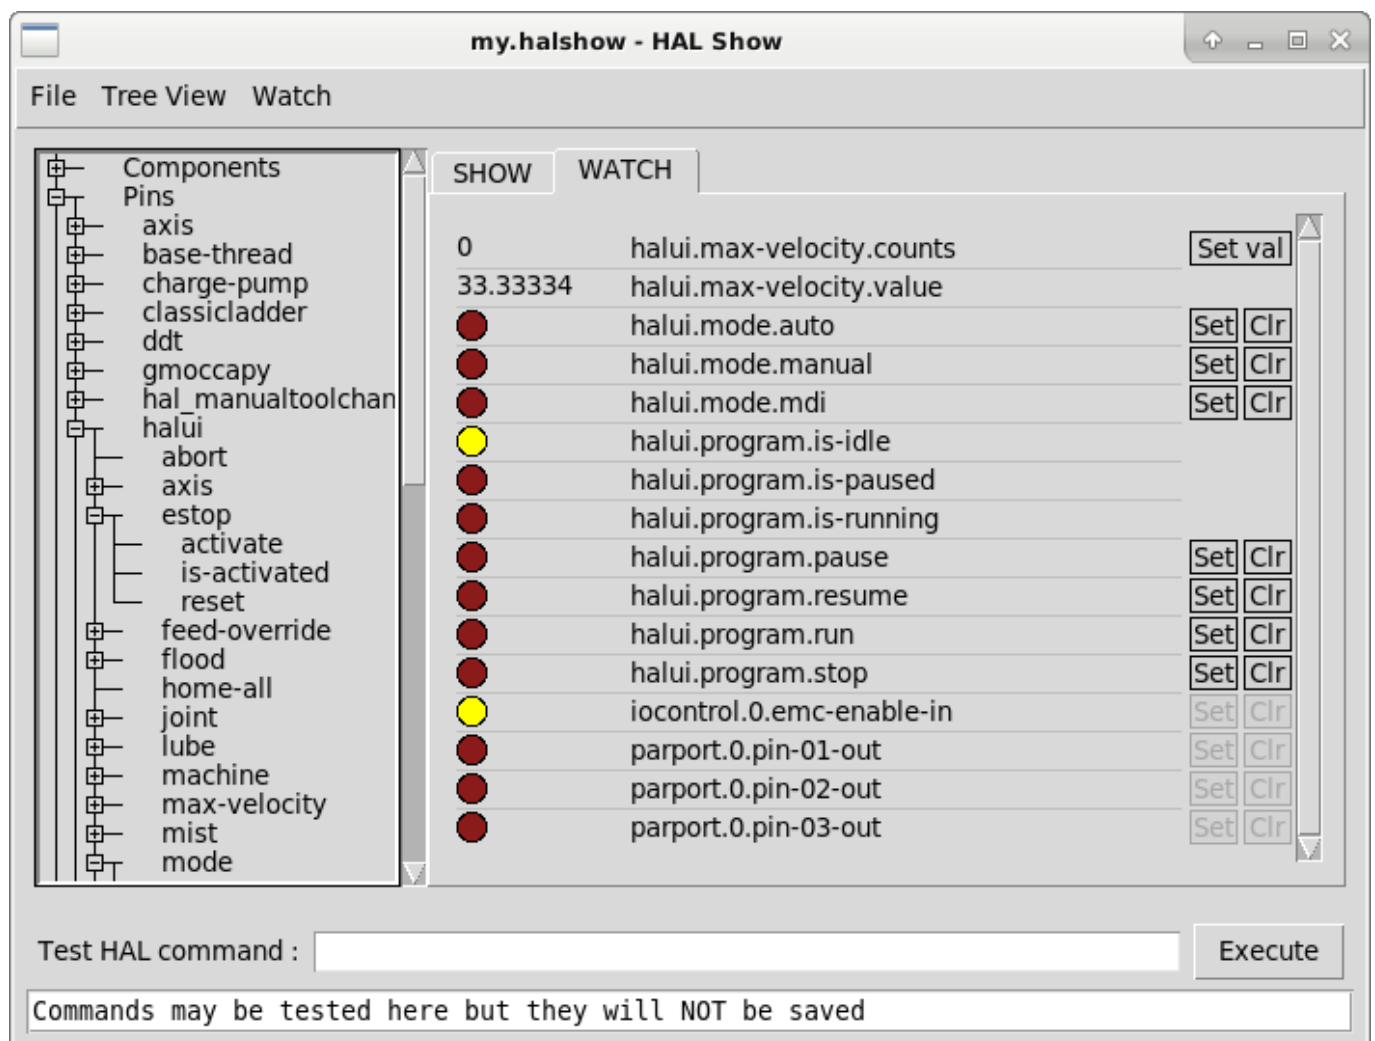 my.halshow - HAL Show
File Tree View Watch
Components
Pins
axis
base-thread
charge-pump
classicladder
ddt
gmoccapy
hal_manualtoolchan
halui
abort
axis
estop
activate
is-activated
reset
feed-override
flood
home-all
joint
lube
machine
max-velocity
mist
mode
SHOW WATCH
0 halui.max-velocity.counts Set val
33.33334 halui.max-velocity.value
halui.mode.auto Set Clr
halui.mode.manual Set Clr
halui.mode.mdi Set Clr
halui.program.is-idle
halui.program.is-paused
halui.program.is-running
halui.program.pause Set Clr
halui.program.resume Set Clr
halui.program.run Set Clr
halui.program.stop Set Clr
iocontrol.0.emc-enable-in Set Clr
parport.0.pin-01-out Set Clr
parport.0.pin-02-out Set Clr
parport.0.pin-03-out Set Clr
Test HAL command : Execute
Commands may be tested here but they will NOT be saved